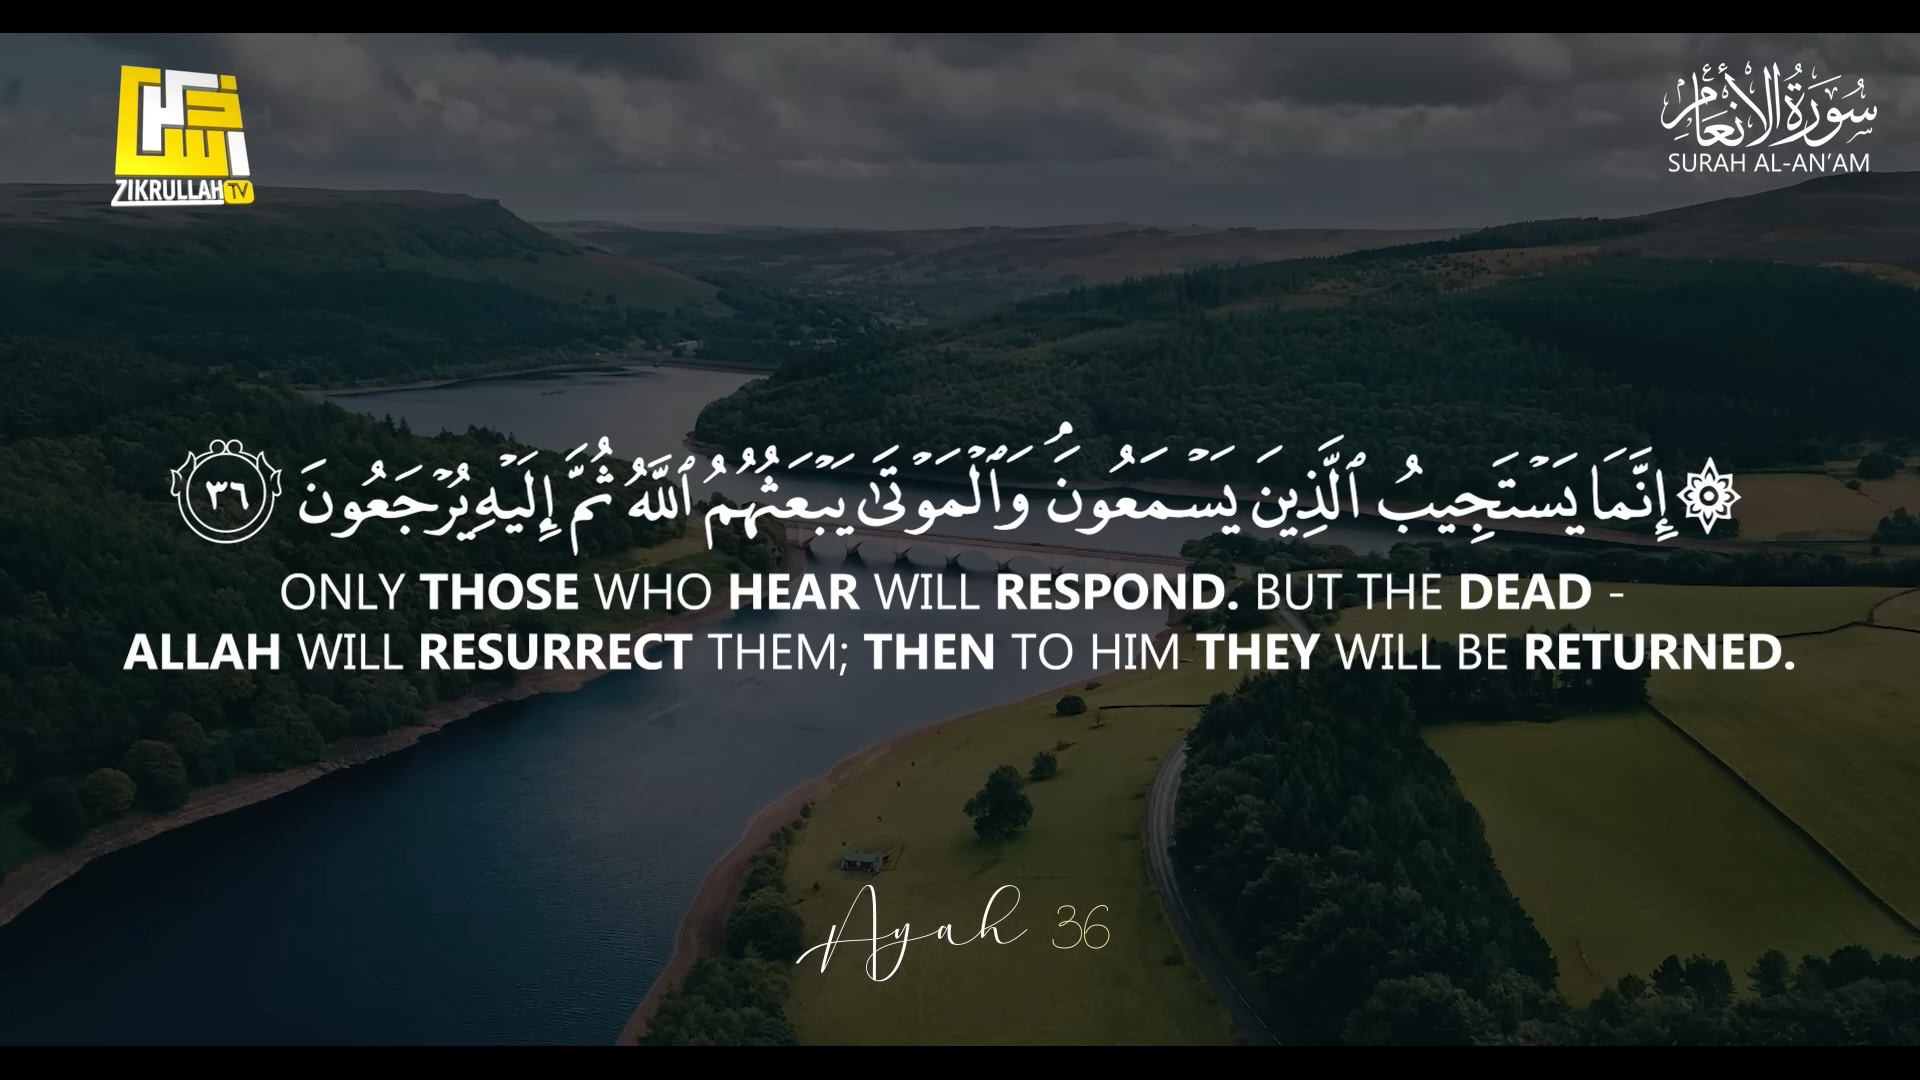 ذكر الله
ZIKRULLAH TV
سُورَةُ الأَنْعَامِ
SURAH AL-AN'AM
۞ إِنَّمَا يَسْتَجِيبُ ٱلَّذِينَ يَسْمَعُونَ ۘ وَٱلْمَوْتَىٰ يَبْعَثُهُمُ ٱللَّهُ ثُمَّ إِلَيْهِ يُرْجَعُونَ ٣٦
ONLY THOSE WHO HEAR WILL RESPOND. BUT THE DEAD -
ALLAH WILL RESURRECT THEM; THEN TO HIM THEY WILL BE RETURNED.
Ayah 36